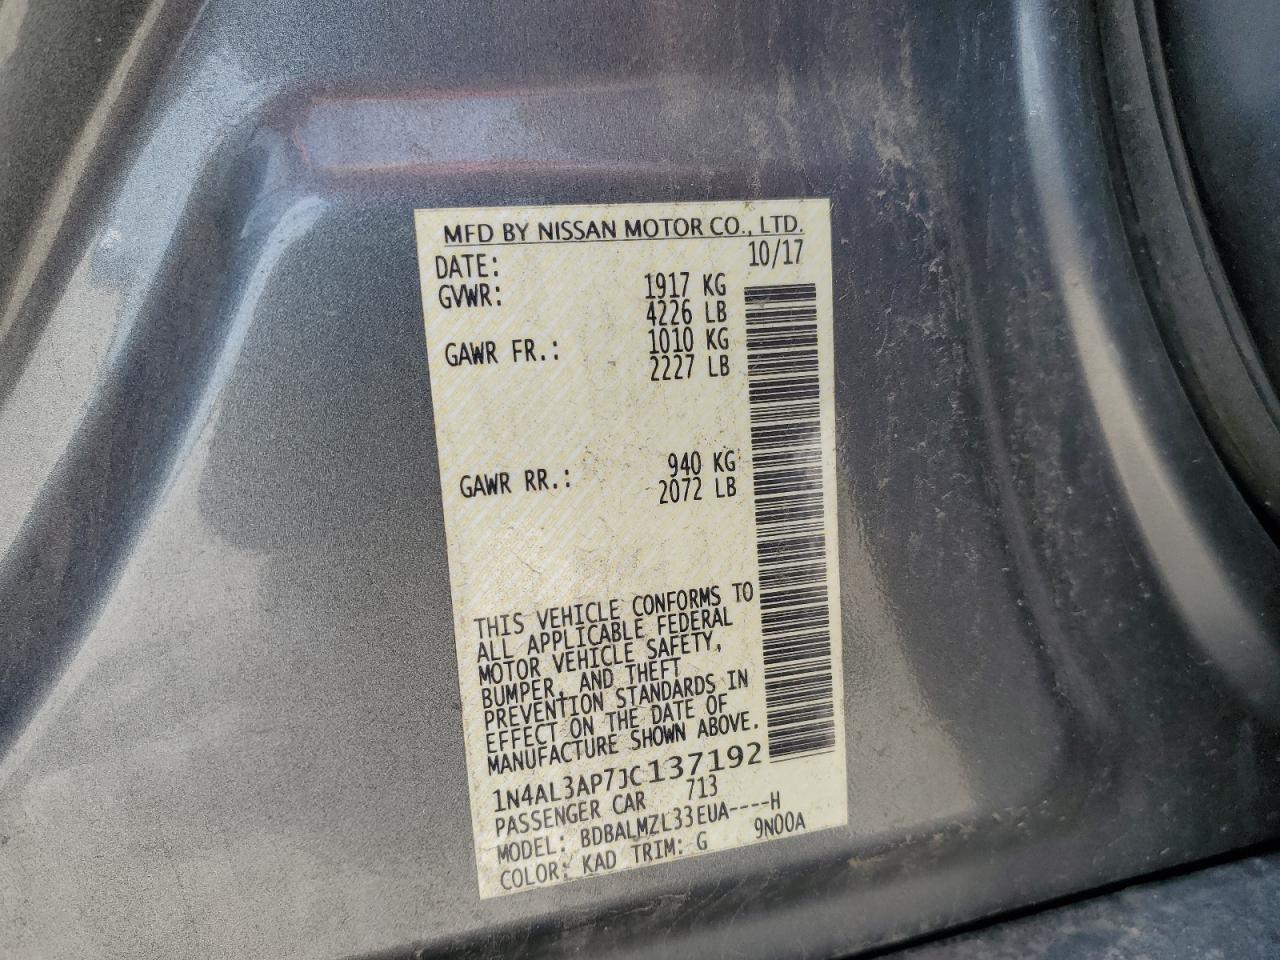 MFD BY NISSAN MOTOR CO., LTD.
DATE: 10/17
GVWR: 1917 KG
4226 LB
GAWR FR.: 1010 KG
2227 LB
GAWR RR.: 940 KG
2072 LB
THIS VEHICLE CONFORMS TO
ALL APPLICABLE FEDERAL
MOTOR VEHICLE SAFETY,
BUMPER, AND THEFT
PREVENTION STANDARDS IN
EFFECT ON THE DATE OF
MANUFACTURE SHOWN ABOVE.
1N4AL3AP7JC137192
PASSENGER CAR 713
MODEL: BDBALMZL33EUA----H
COLOR: KAD TRIM: G 9N00A